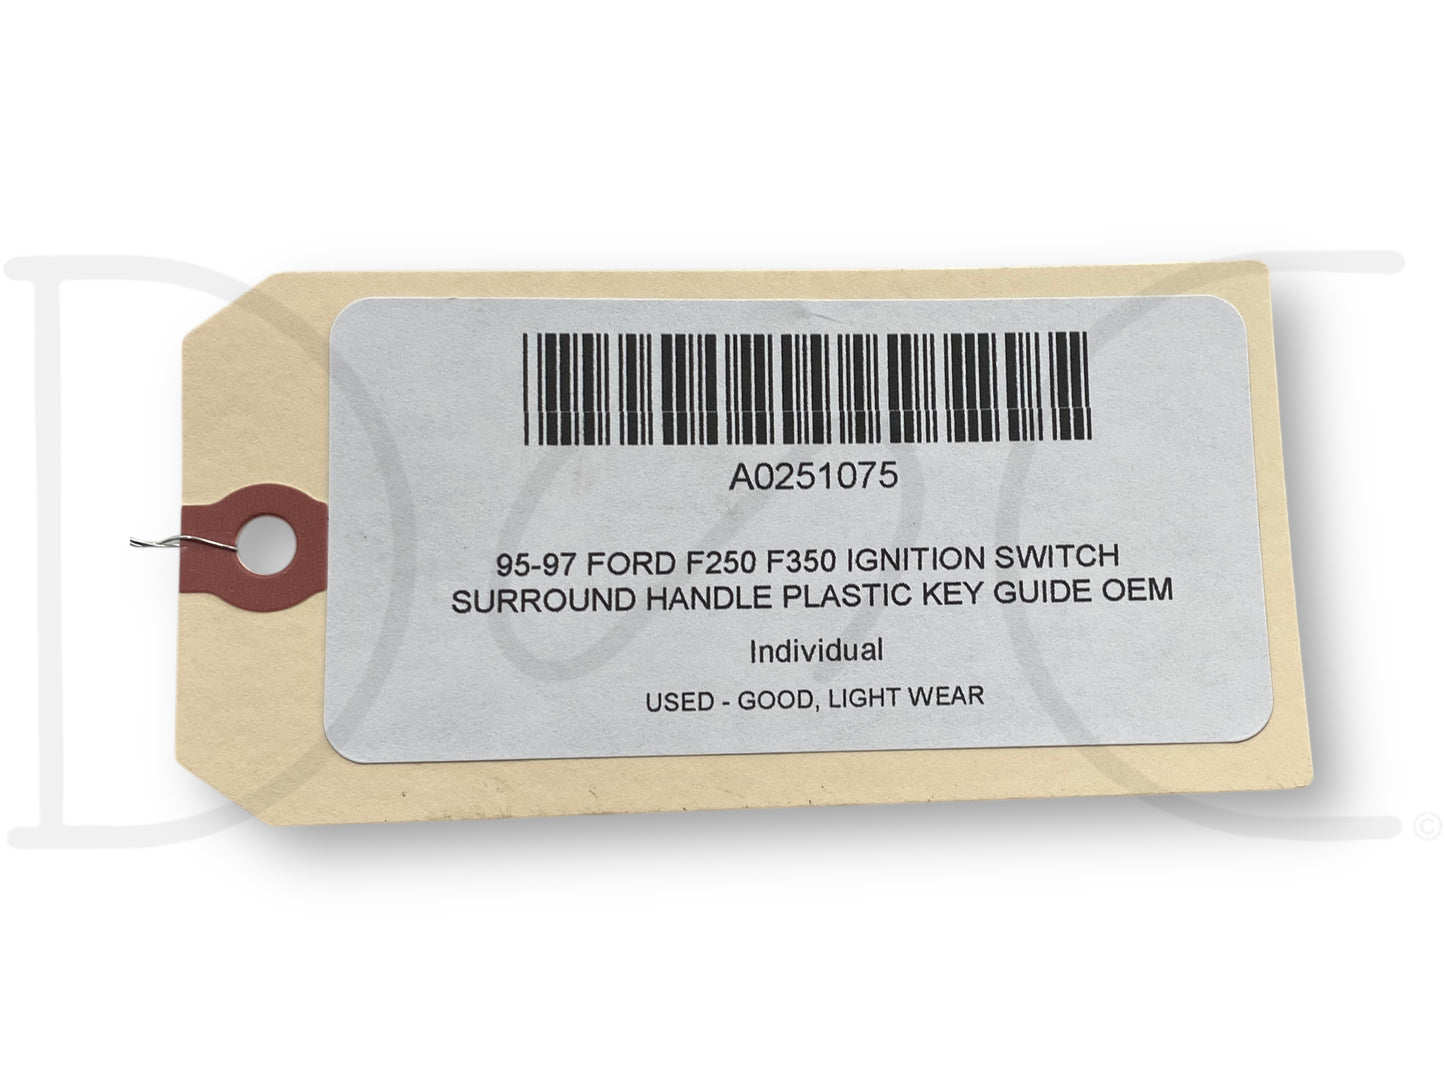 A0251075
95-97 FORD F250 F350 IGNITION SWITCH
SURROUND HANDLE PLASTIC KEY GUIDE OEM
Individual
USED - GOOD, LIGHT WEAR
©